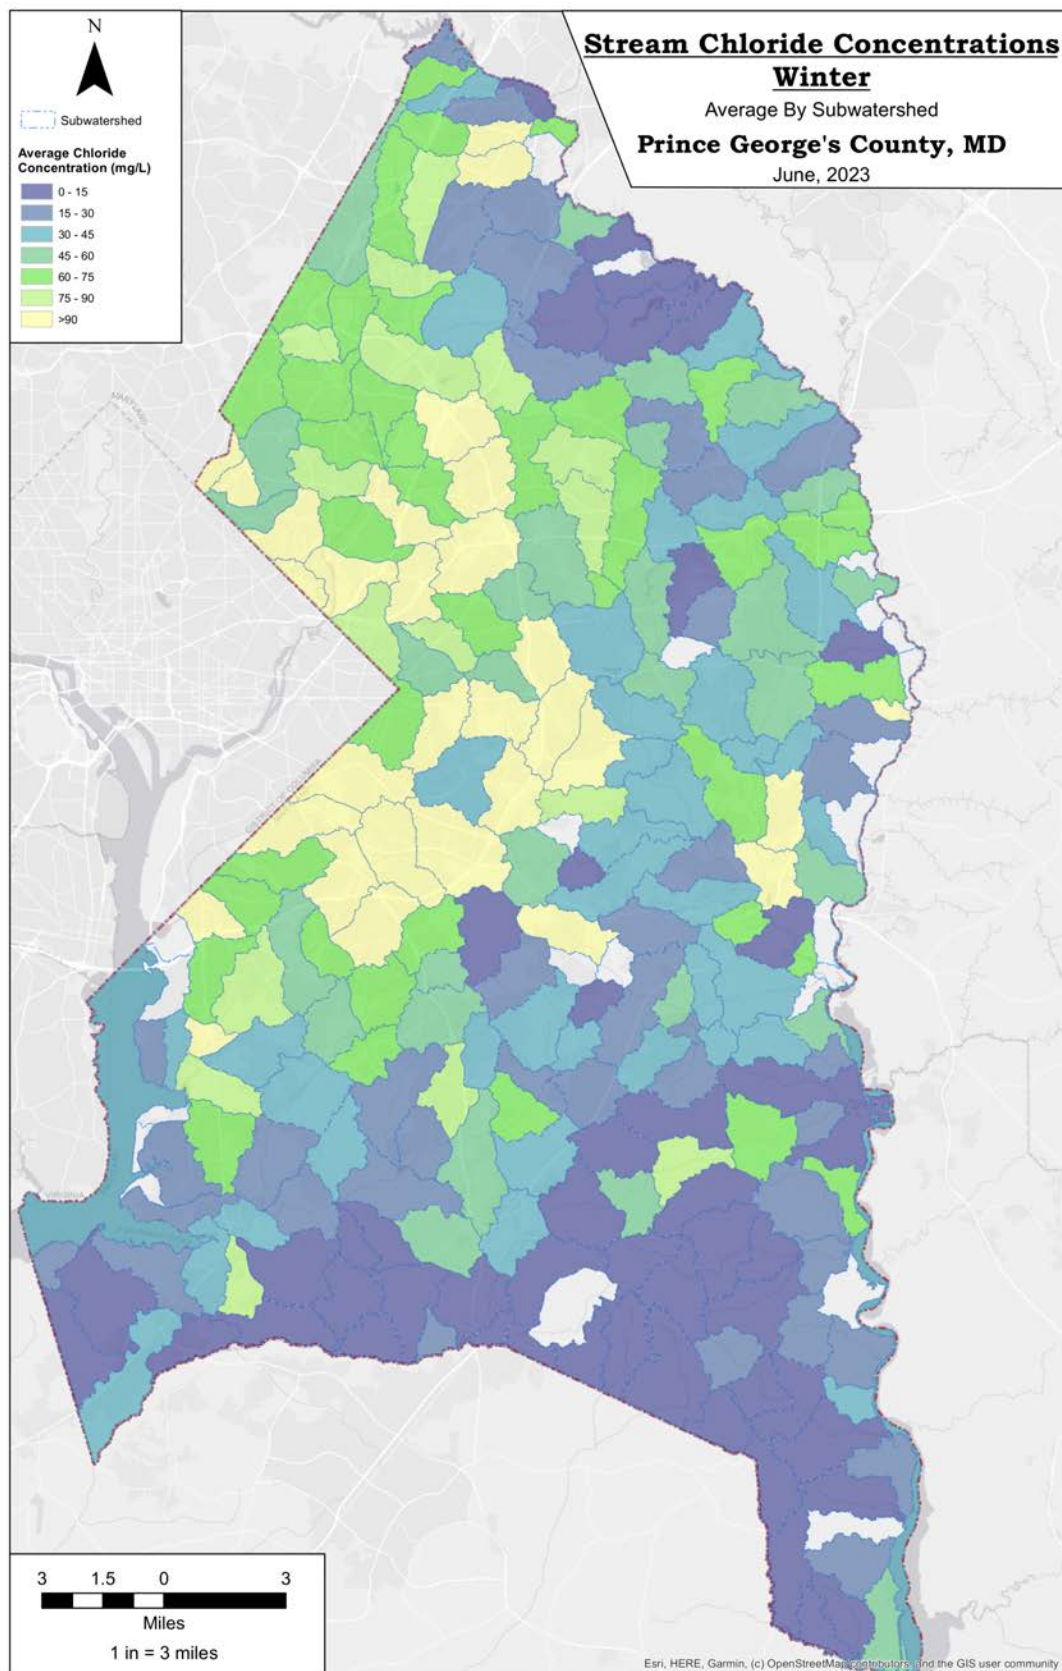 N
Subwatershed
Average Chloride
Concentration (mg/L)
0 - 15
15 - 30
30 - 45
45 - 60
60 - 75
75 - 90
>90
Stream Chloride Concentrations
Winter
Average By Subwatershed
Prince George's County, MD
June, 2023
MARYLAND
VIRGINIA
3 1.5 0 3
Miles
1 in = 3 miles
Esri, HERE, Garmin, (c) OpenStreetMap contributors, and the GIS user community